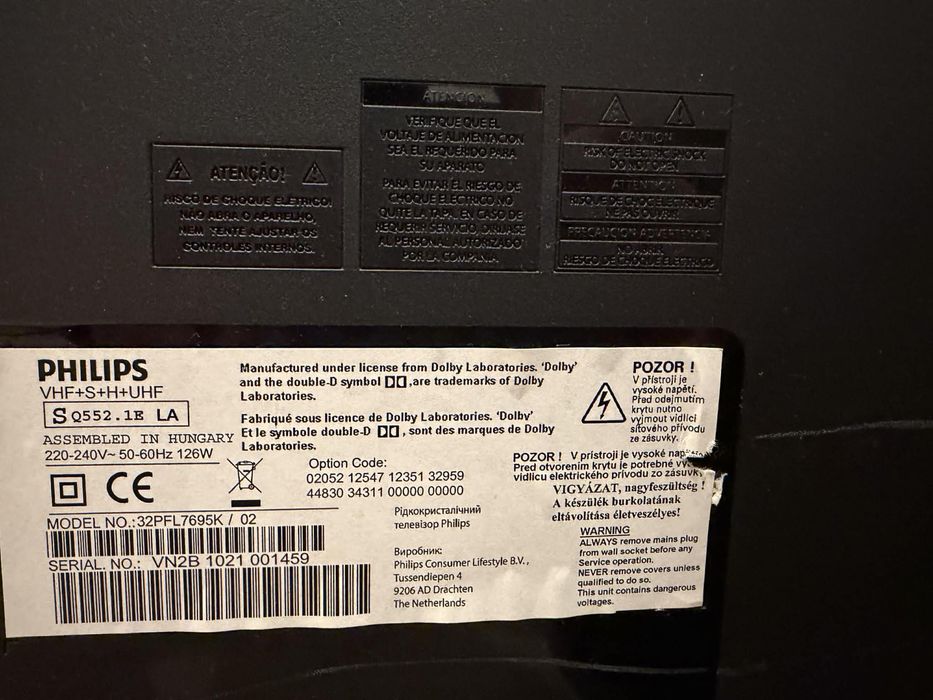 ATENÇÃO!
RISCO DE CHOQUE ELÉTRICO!
NÃO ABRA O APARELHO,
NEM TENTE AJUSTAR OS
CONTROLES INTERNOS.
ATENCION
VERIFIQUE QUE EL
VOLTAJE DE ALIMENTACION
SEA EL REQUERIDO PARA
SU APARATO
PARA EVITAR EL RIESGO DE
CHOQUE ELECTRICO NO
QUITE LA TAPA, EN CASO DE
REQUERIR SERVICIO, DIRIJASE
AL PERSONAL AUTORIZADO
POR LA COMPANIA
CAUTION
RISK OF ELECTRIC SHOCK
DO NOT OPEN
ATTENTION
RISQUE DE CHOC ELECTRIQUE
NE PAS OUVRIR
PRECAUCION ADVERTENCIA
NO ABRIR
RIESGO DE CHOQUE ELECTRICO
PHILIPS
VHF+S+H+UHF
S Q552.1E LA
ASSEMBLED IN HUNGARY
220-240V~ 50-60Hz 126W
CE
MODEL NO.:32PFL7695K / 02
SERIAL. NO.: VN2B 1021 001459
Manufactured under license from Dolby Laboratories. ‘Dolby’
and the double-D symbol ,are trademarks of Dolby
Laboratories.
Fabriqué sous licence de Dolby Laboratories. ‘Dolby’
Et le symbole double-D , sont des marques de Dolby
Laboratories.
Option Code:
02052 12547 12351 32959
44830 34311 00000 00000
Рідкокристалічний
телевізор Philips
Виробник:
Philips Consumer Lifestyle B.V.,
Tussendiepen 4
9206 AD Drachten
The Netherlands
POZOR !
V přístroji je
vysoké napětí.
Před odejmutím
krytu nutno
vyjmout vidlici
síťového přívodu
ze zásuvky.
POZOR ! V prístroji je vysoké
Pred otvorením krytu je potrebné
vidlicu elektrického prívodu zo zásuvky
VIGYÁZAT, nagyfeszültség !
A készülék burkolatának
eltávolítása életveszélyes!
WARNING
ALWAYS remove mains plug
from wall socket before any
Service operation.
NEVER remove covers unless
qualified to do so.
This unit contains dangerous
voltages.